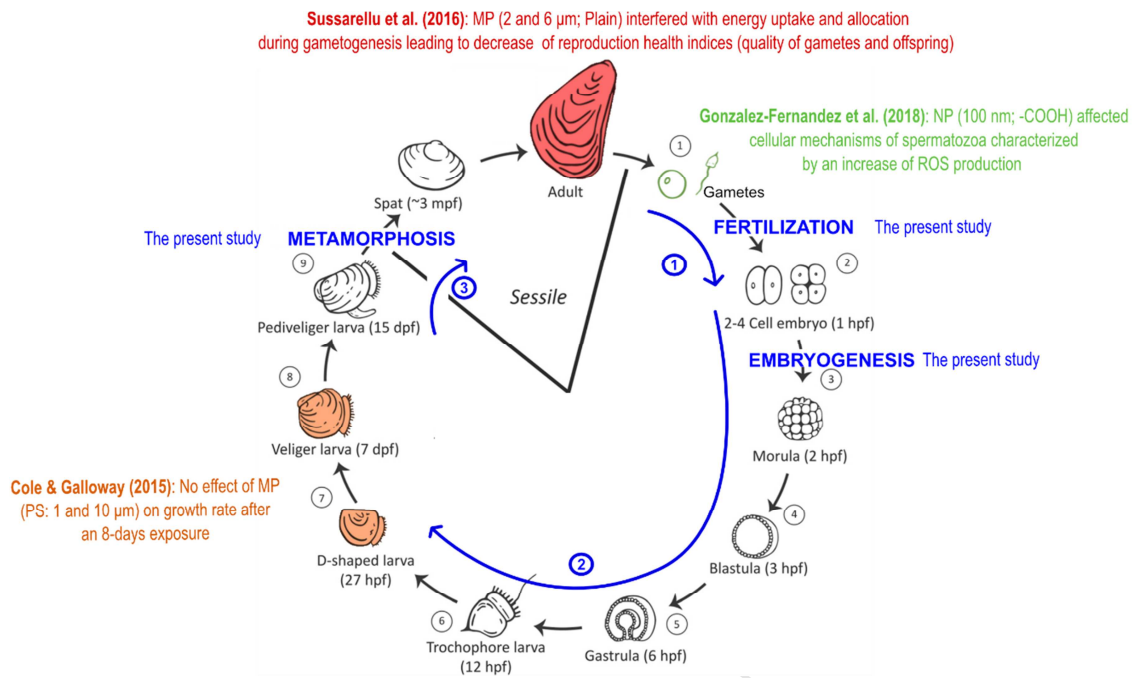 Sussarellu et al. (2016): MP (2 and 6 µm; Plain) interfered with energy uptake and allocation
during gametogenesis leading to decrease of reproduction health indices (quality of gametes and offspring)
Gonzalez-Fernandez et al. (2018): NP (100 nm; -COOH) affected
cellular mechanisms of spermatozoa characterized
by an increase of ROS production
1
Gametes
Adult
Spat (~3 mpf)
The present study
METAMORPHOSIS
FERTILIZATION
The present study
9
3
Sessile
1
2
Pediveliger larva (15 dpf)
2-4 Cell embryo (1 hpf)
EMBRYOGENESIS
The present study
8
3
Veliger larva (7 dpf)
Morula (2 hpf)
Cole & Galloway (2015): No effect of MP
(PS: 1 and 10 µm) on growth rate after
an 8-days exposure
7
4
D-shaped larva
(27 hpf)
2
Blastula (3 hpf)
6
5
Trochophore larva
(12 hpf)
Gastrula (6 hpf)